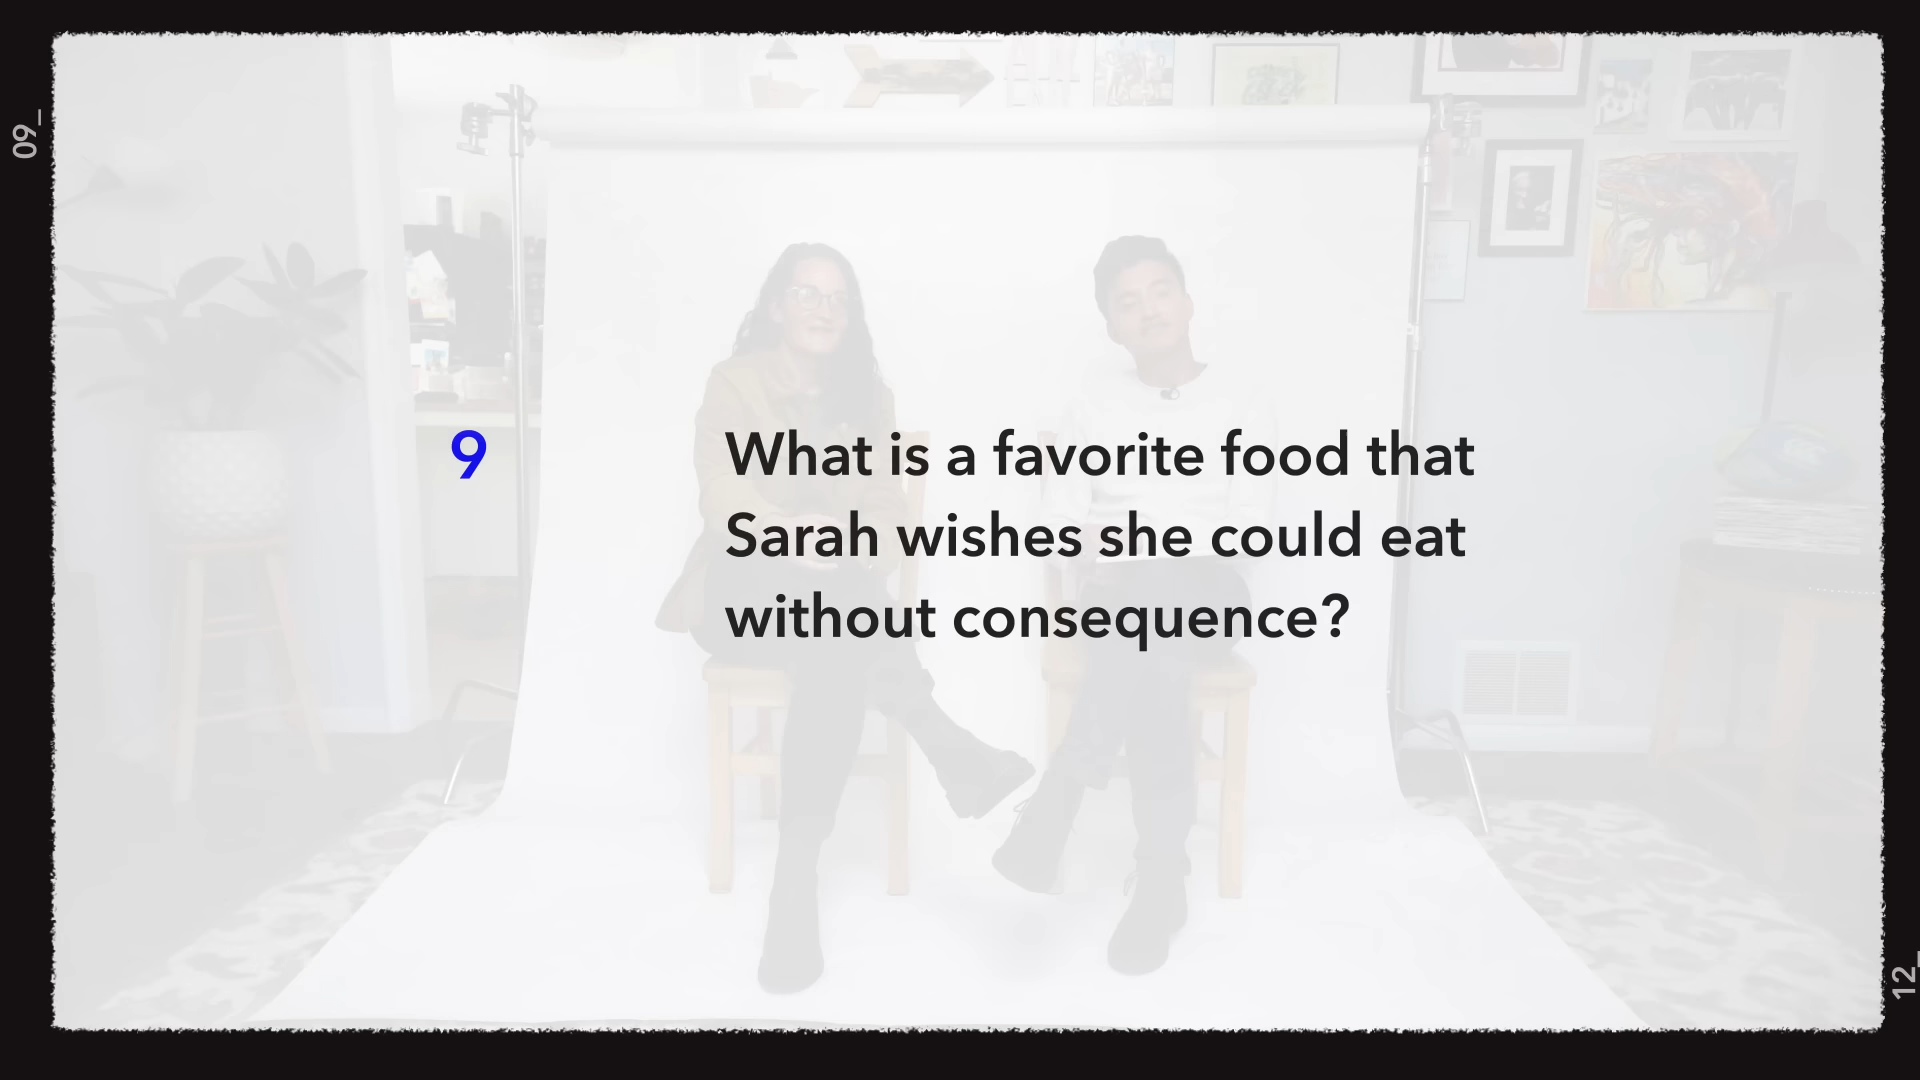 09_
9
What is a favorite food that
Sarah wishes she could eat
without consequence?
12_